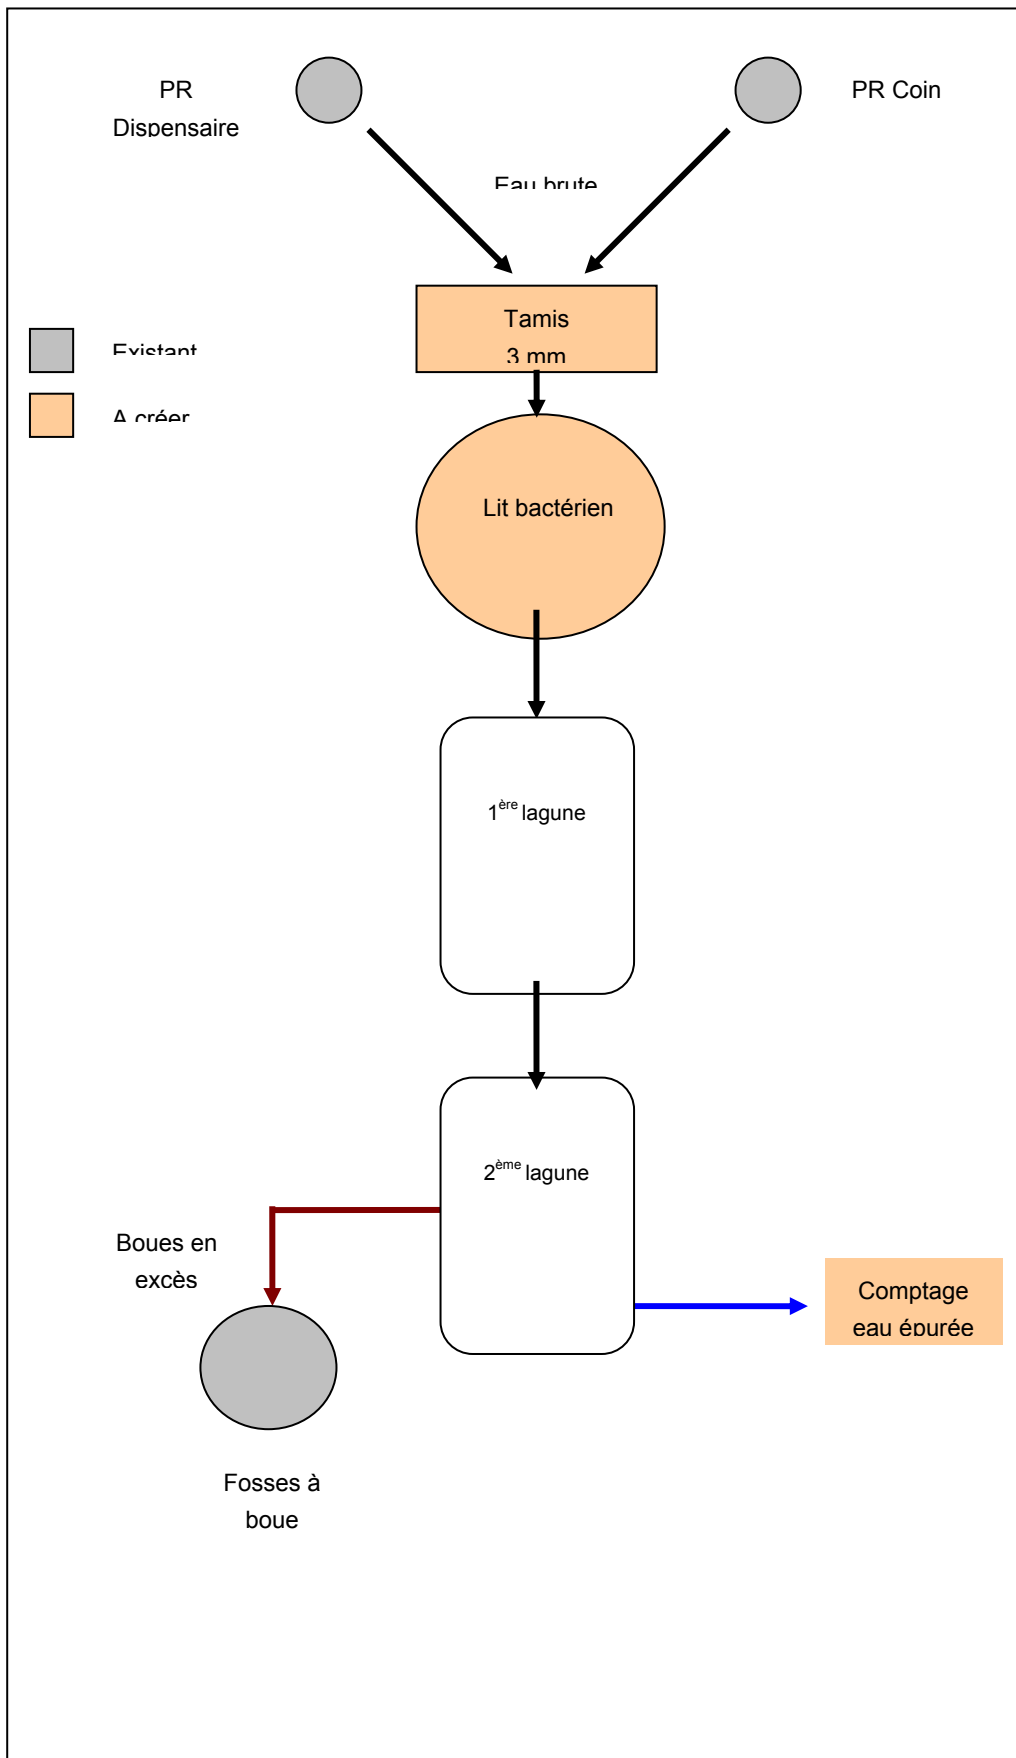 PR
Dispensaire
PR Coin
Eau brute
Tamis
3 mm
Existant
A créer
Lit bactérien
1ère lagune
2ème lagune
Boues en
excès
Comptage
eau épurée
Fosses à
boue